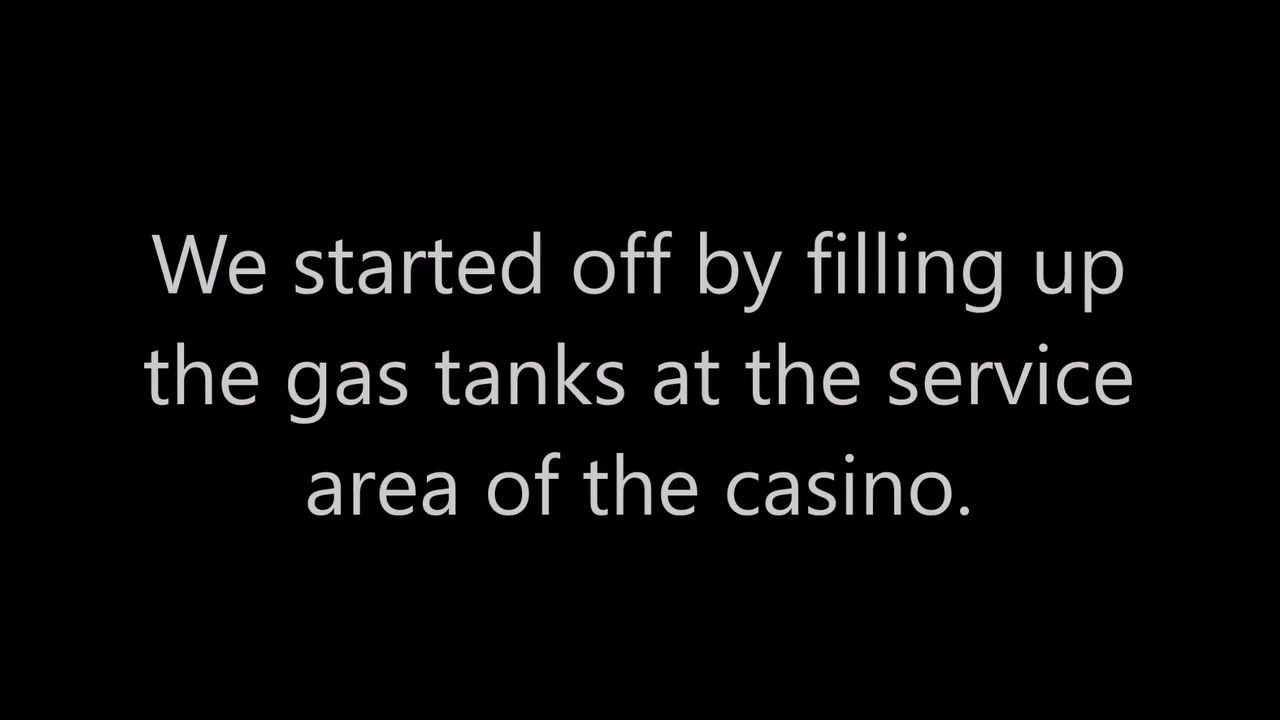 We started off by filling up
the gas tanks at the service
area of the casino.